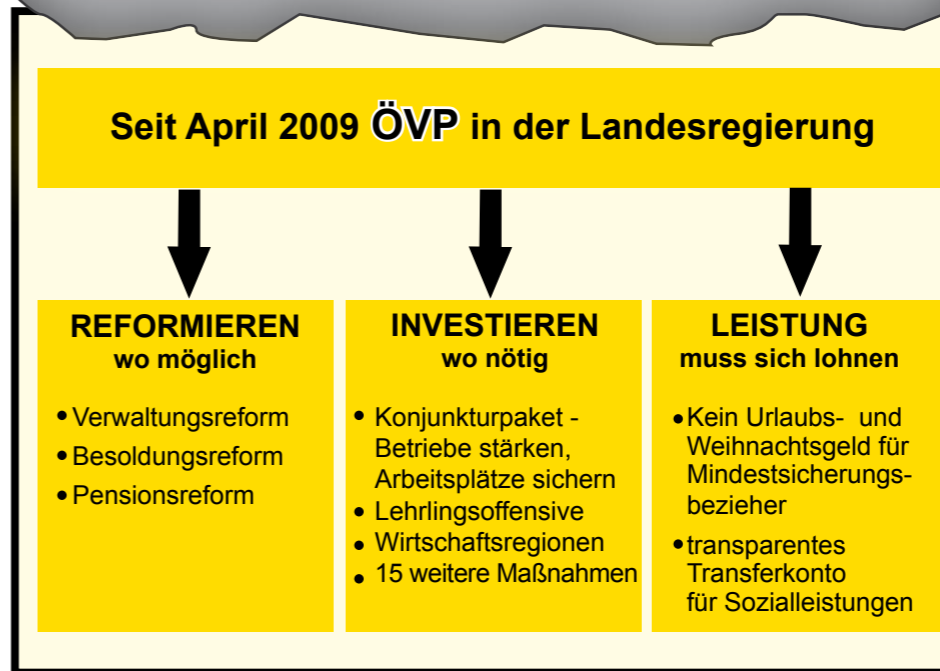 Seit April 2009 ÖVP in der Landesregierung
REFORMIEREN
wo möglich
• Verwaltungsreform
• Besoldungsreform
• Pensionsreform
INVESTIEREN
wo nötig
• Konjunkturpaket -
Betriebe stärken,
Arbeitsplätze sichern
• Lehrlingsoffensive
• Wirtschaftsregionen
• 15 weitere Maßnahmen
LEISTUNG
muss sich lohnen
• Kein Urlaubs- und
Weihnachtsgeld für
Mindestsicherungs-
bezieher
• transparentes
Transferkonto
für Sozialleistungen